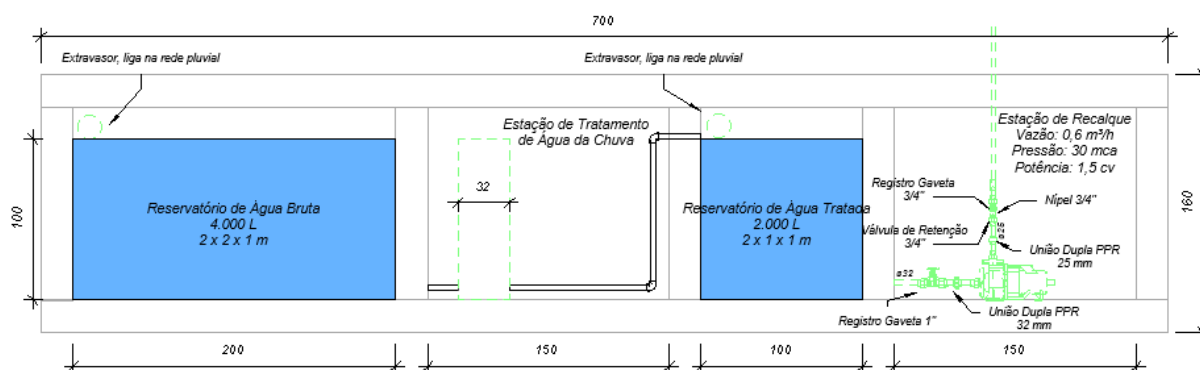 700
Extravasor, liga na rede pluvial
Extravasor, liga na rede pluvial
Estação de Tratamento
de Água da Chuva
Estação de Recalque
Vazão: 0,6 m³/h
Pressão: 30 mca
Potência: 1,5 cv
100
32
160
Reservatório de Água Bruta
4.000 L
2 x 2 x 1 m
Reservatório de Água Tratada
2.000 L
2 x 1 x 1 m
Registro Gaveta
3/4"
Nípel 3/4"
Válvula de Retenção
3/4"
ø25
União Dupla PPR
25 mm
ø32
Registro Gaveta 1"
União Dupla PPR
32 mm
200
150
100
150